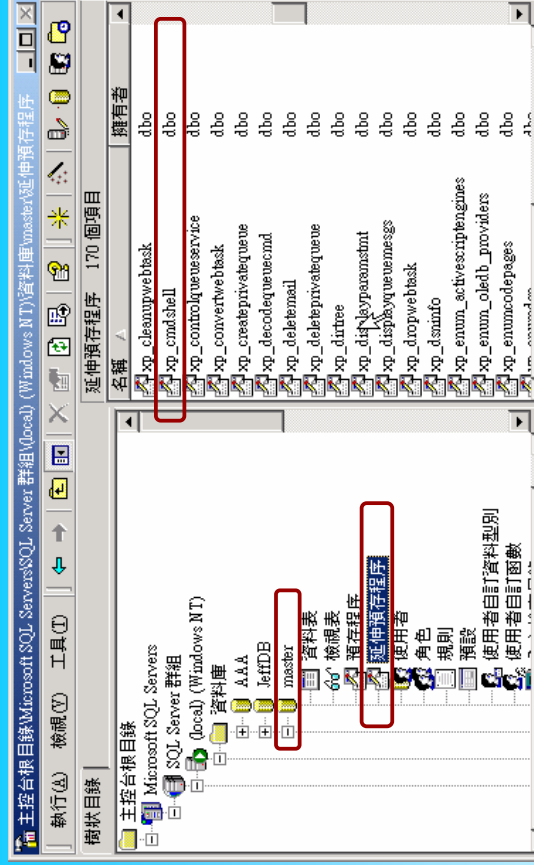 主控台根目錄\Microsoft SQL Servers\SQL Server 群組\(local) (Windows NT)\資料庫\master\延伸預存程序
執行(A) 檢視(V) 工具(T)
樹狀目錄
主控台根目錄
Microsoft SQL Servers
SQL Server 群組
(local) (Windows NT)
資料庫
AAA
JeffDB
master
資料表
檢視表
預存程序
延伸預存程序
使用者
角色
規則
預設
使用者自訂資料型別
使用者自訂函數
延伸預存程序 170 個項目
名稱 擁有者
xp_cleanupwebtask dbo
xp_cmdshell dbo
xp_controlqueueservice dbo
xp_convertwebtask dbo
xp_createprivatequeue dbo
xp_decodequeuecmd dbo
xp_deletemail dbo
xp_deleteprivatequeue dbo
xp_dirtree dbo
xp_displayparamstmt dbo
xp_displayqueuemesgs dbo
xp_dropwebtask dbo
xp_dsninfo dbo
xp_enum_activescriptengines dbo
xp_enum_oledb_providers dbo
xp_enumcodepages dbo